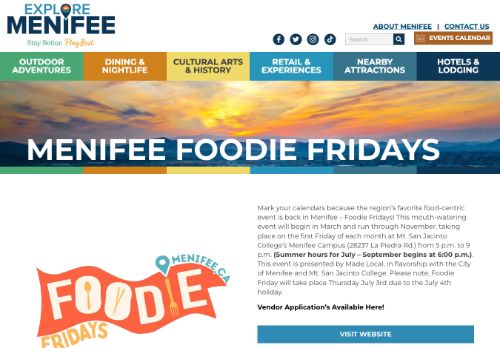 EXPLORE
MENIFEE
Stay Better. Play Best.
ABOUT MENIFEE | CONTACT US
Search
EVENTS CALENDAR
OUTDOOR
ADVENTURES
DINING &
NIGHTLIFE
CULTURAL ARTS
& HISTORY
RETAIL &
EXPERIENCES
NEARBY
ATTRACTIONS
HOTELS &
LODGING
MENIFEE FOODIE FRIDAYS
MENIFEE, CA
FOODIE
FRIDAYS
Mark your calendars because the region's favorite food-centric
event is back in Menifee – Foodie Fridays! This mouth-watering
event will begin in March and run through November, taking
place on the first Friday of each month at Mt. San Jacinto
College's Menifee Campus (28237 La Piedra Rd.) from 5 p.m. to 9
p.m. (Summer hours for July – September begins at 6:00 p.m.).
This event is presented by Made Local, in flavorship with the City
of Menifee and Mt. San Jacinto College. Please note, Foodie
Friday will take place Thursday July 3rd due to the July 4th
holiday.
Vendor Application's Available Here!
VISIT WEBSITE